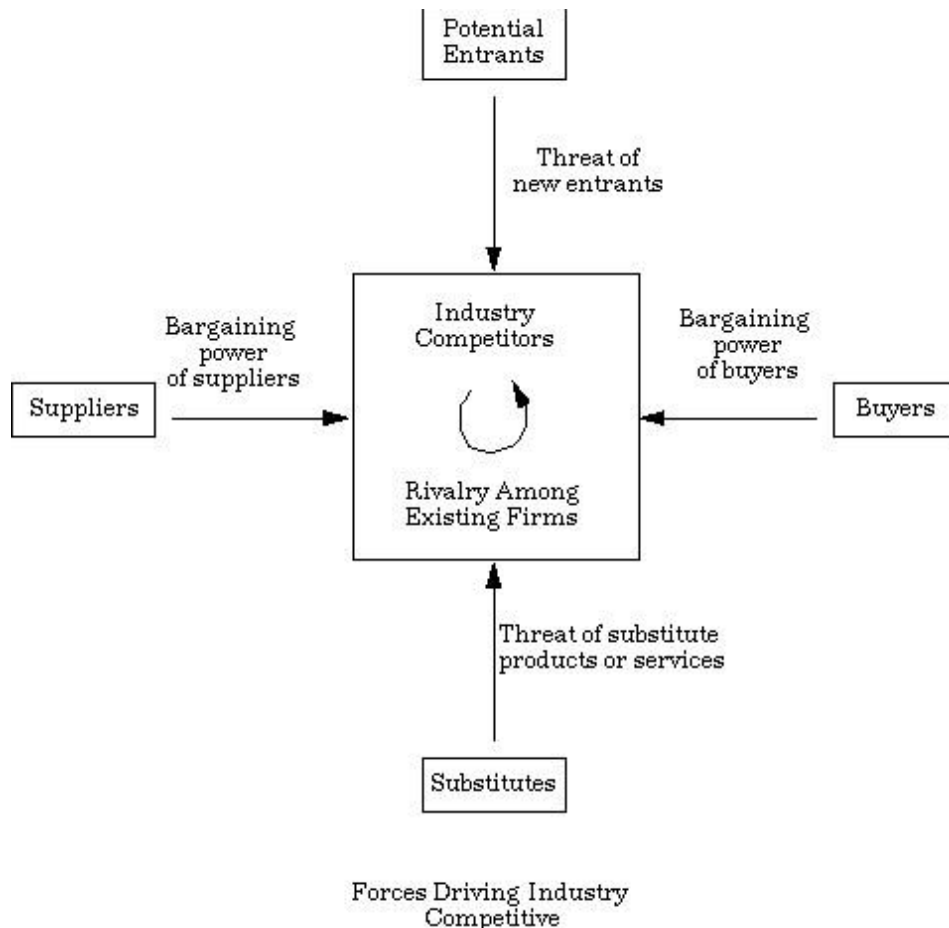 Potential
Entrants
Threat of
new entrants
Industry
Competitors
Bargaining
power
of suppliers
Bargaining
power
of buyers
Suppliers
Buyers
Rivalry Among
Existing Firms
Threat of substitute
products or services
Substitutes
Forces Driving Industry
Competitive